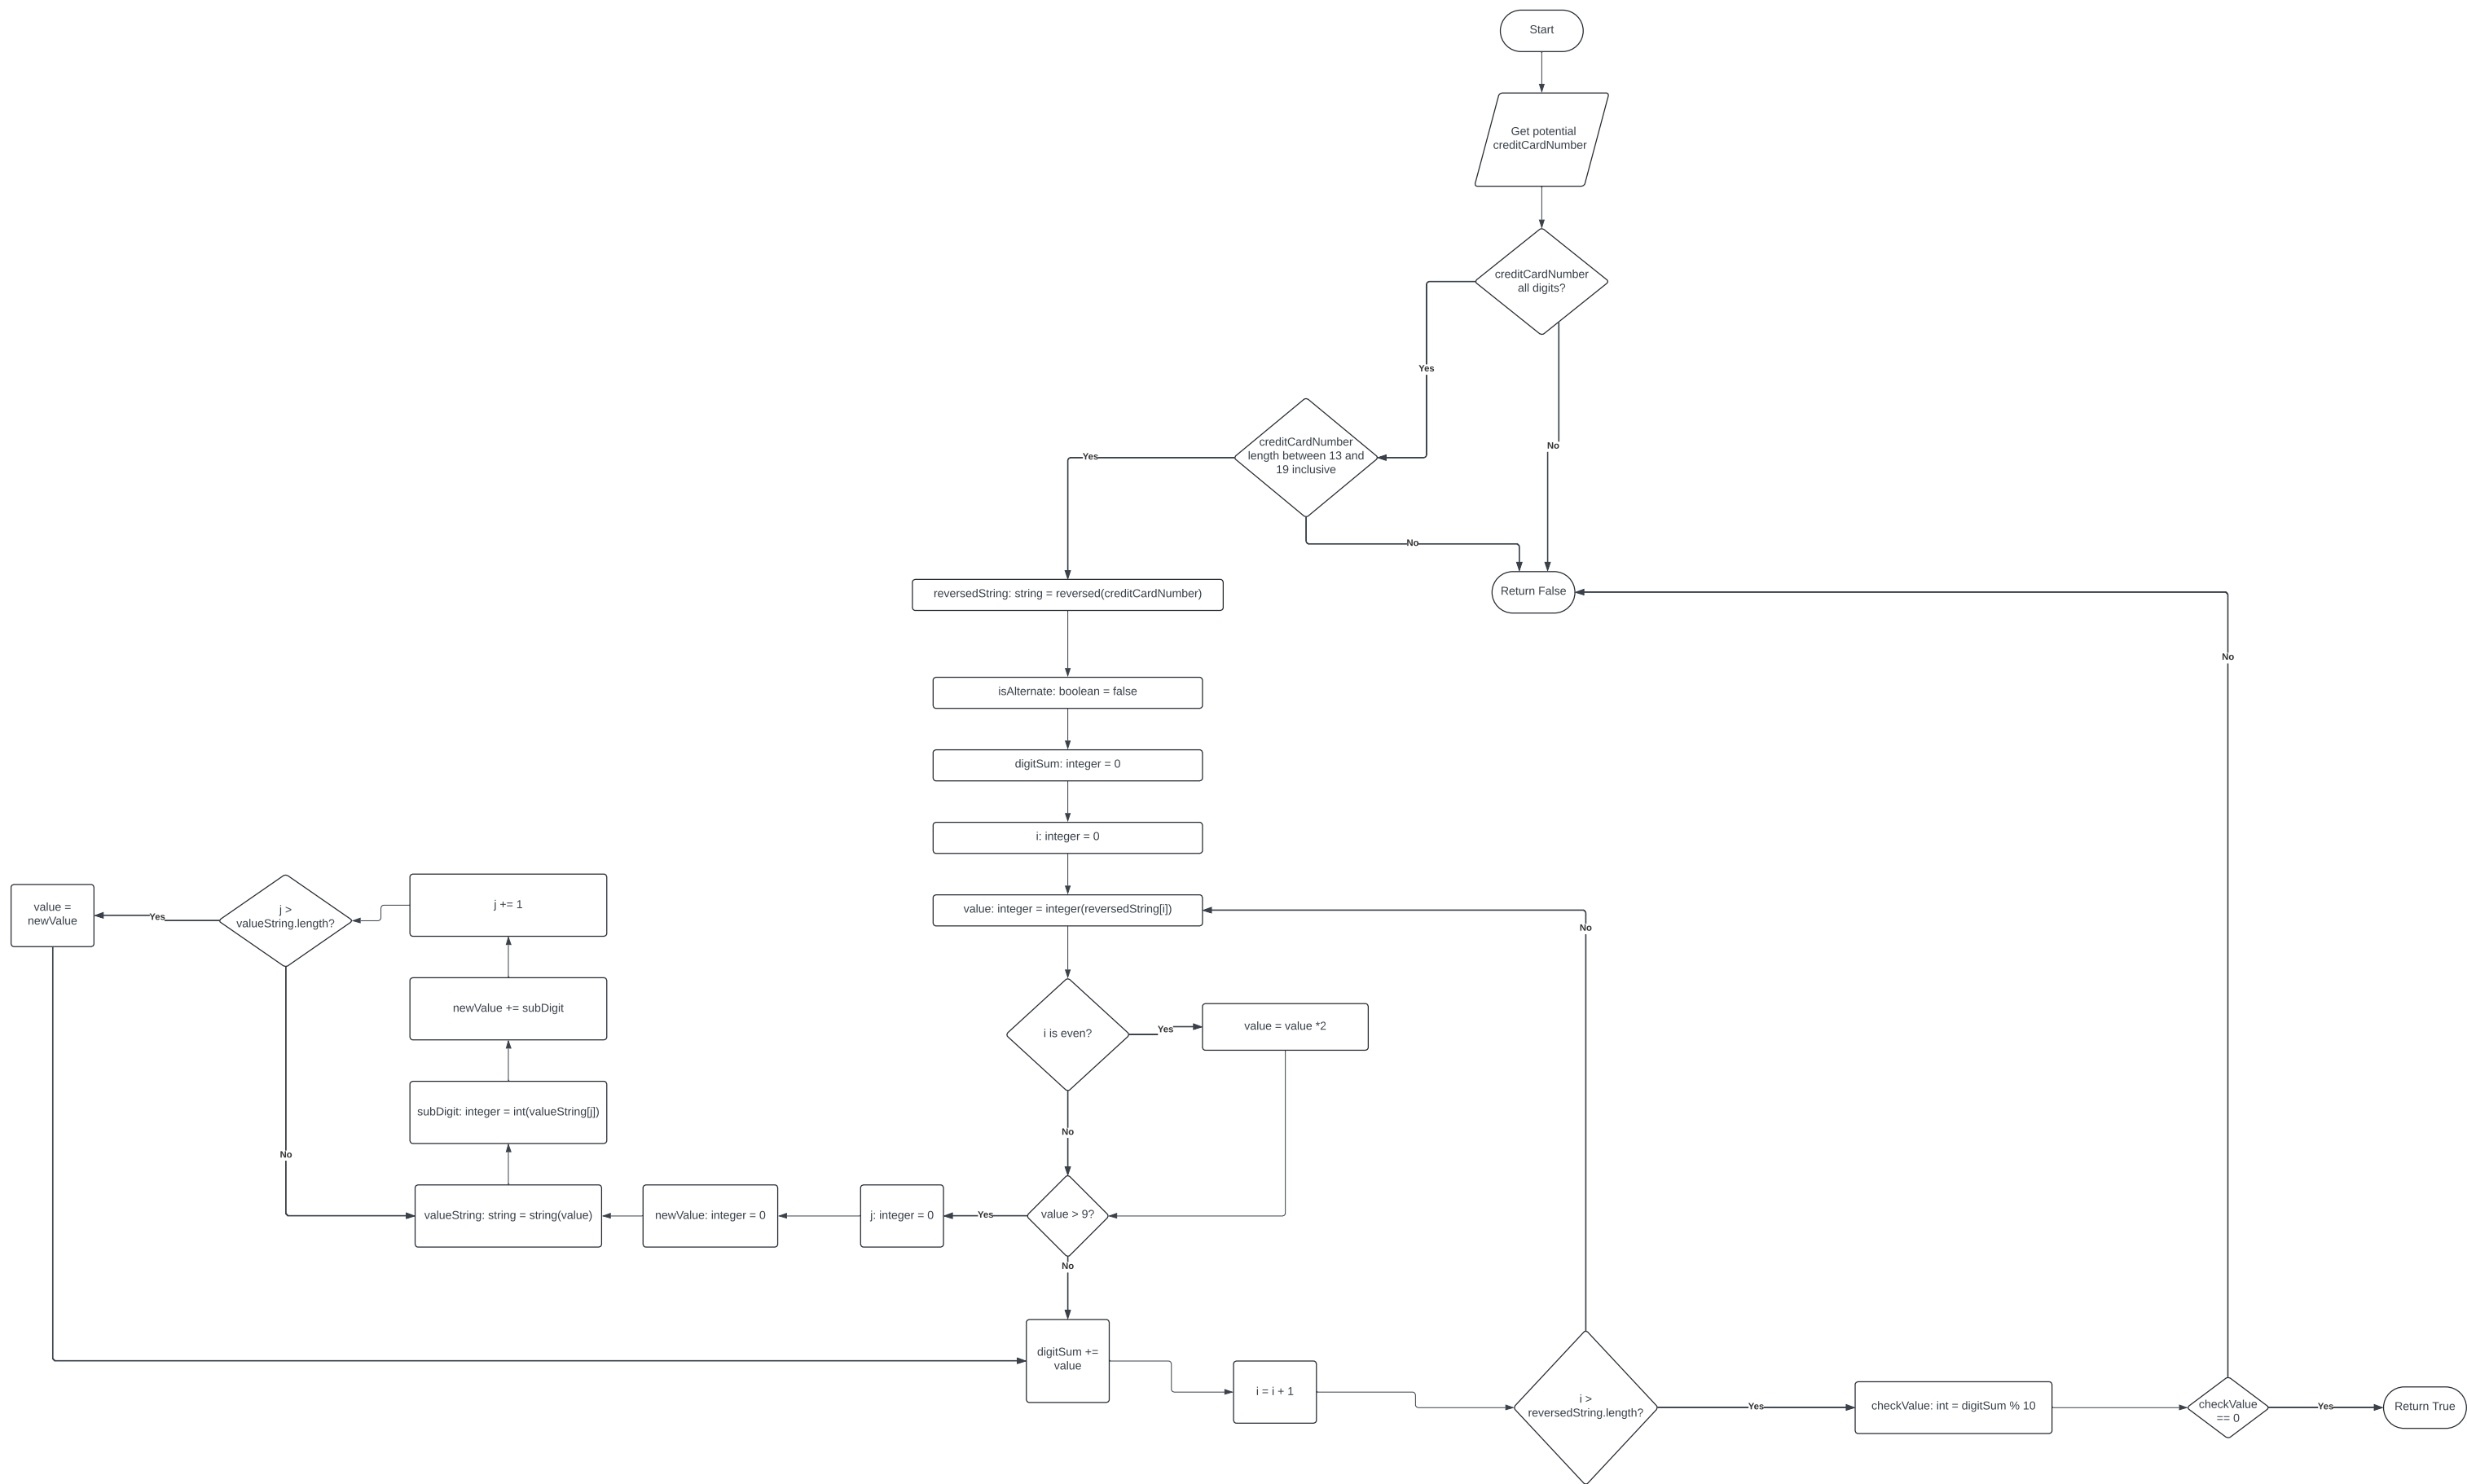 Start
Get potential
creditCardNumber
creditCardNumber
all digits?
Yes
No
creditCardNumber
length between 13 and
19 inclusive
Yes
No
reversedString: string = reversed(creditCardNumber)
Return False
No
isAlternate: boolean = false
digitSum: integer = 0
i: integer = 0
value: integer = integer(reversedString[i])
No
value =
newValue
Yes
j >
valueString.length?
j += 1
newValue += subDigit
i is even?
Yes
value = value *2
subDigit: integer = int(valueString[j])
No
No
valueString: string = string(value)
newValue: integer = 0
j: integer = 0
Yes
value > 9?
No
digitSum +=
value
i = i + 1
i >
reversedString.length?
Yes
checkValue: int = digitSum % 10
checkValue
== 0
Yes
Return True